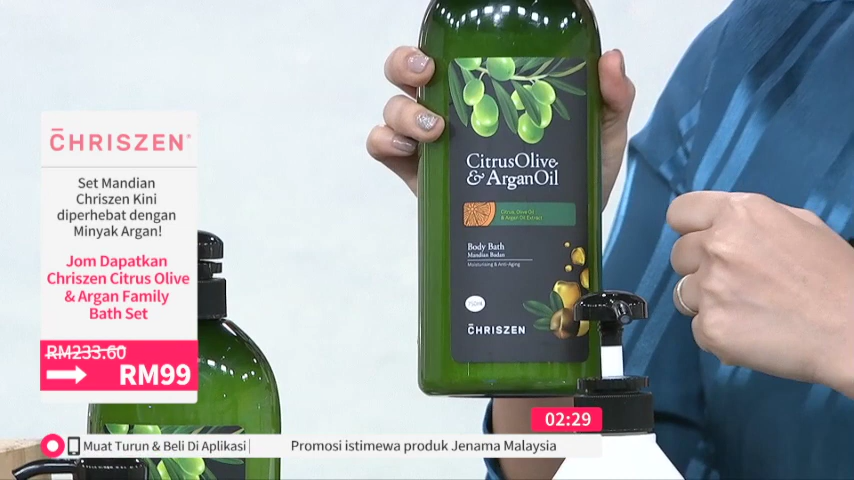 CHRISZEN®
Set Mandian
Chriszen Kini
diperhebat dengan
Minyak Argan!
Jom Dapatkan
Chriszen Citrus Olive
& Argan Family
Bath Set
RM233.60
RM99
CitrusOlive
& ArganOil
Citrus, Olive Oil
& Argan Oil Extract
Body Bath
Mandian Badan
Moisturising & Anti-Aging
CHRISZEN
02:29
Muat Turun & Beli Di Aplikasi
Promosi istimewa produk Jenama Malaysia